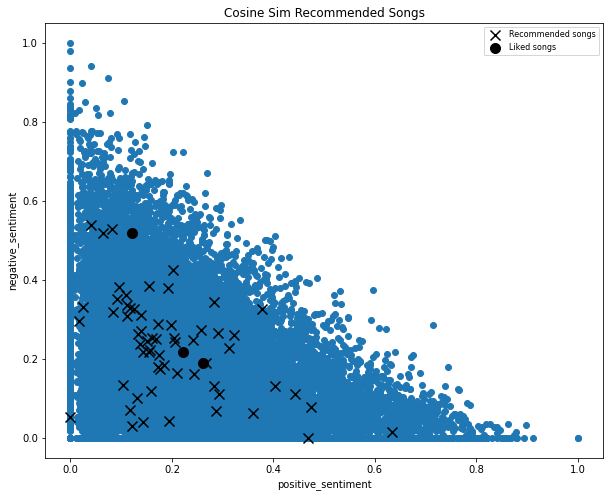 Cosine Sim Recommended Songs
Recommended songs
Liked songs
1.0
0.8
0.6
0.4
0.2
0.0
negative_sentiment
0.0 0.2 0.4 0.6 0.8 1.0
positive_sentiment